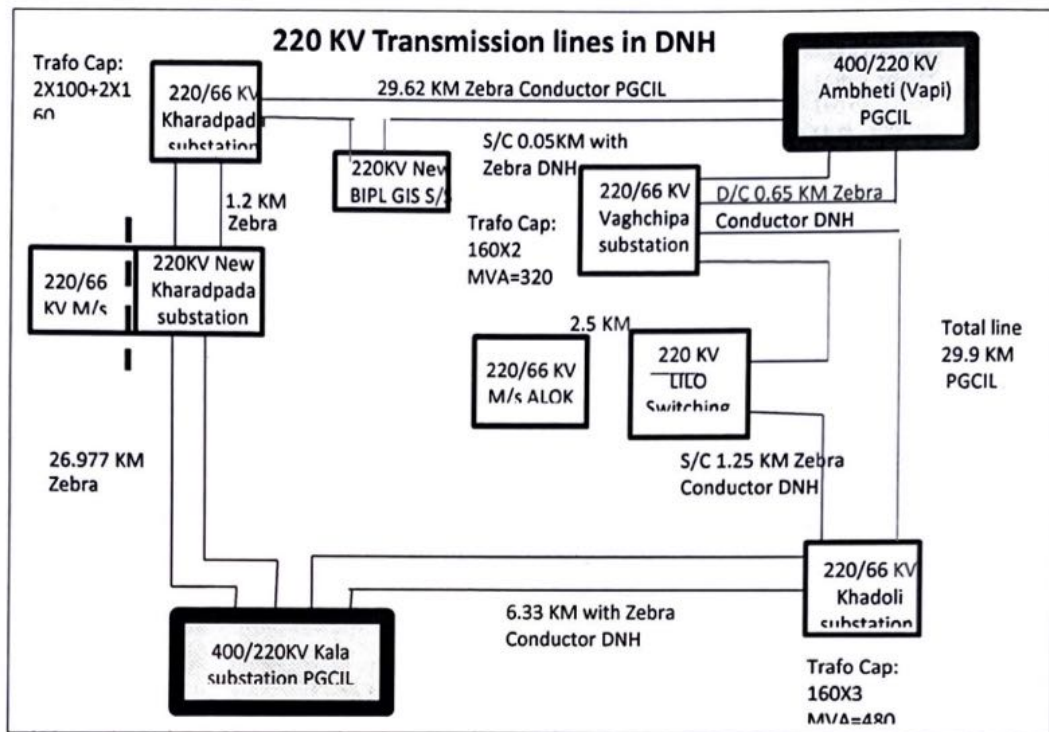 220 KV Transmission lines in DNH
Trafo Cap:
2X100+2X1
60
220/66 KV
Kharadpada
substation
29.62 KM Zebra Conductor PGCIL
400/220 KV
Ambheti (Vapi)
PGCIL
220KV New
BIPL GIS S/S
S/C 0.05KM with
Zebra DNH
220/66 KV
Vaghchipa
substation
D/C 0.65 KM Zebra
Conductor DNH
Trafo Cap:
160X2
MVA=320
1.2 KM
Zebra
220/66
KV M/s
220KV New
Kharadpada
substation
2.5 KM
220/66 KV
M/s ALOK
220 KV
LILO
Switching
Total line
29.9 KM
PGCIL
26.977 KM
Zebra
S/C 1.25 KM Zebra
Conductor DNH
220/66 KV
Khadoli
substation
6.33 KM with Zebra
Conductor DNH
400/220KV Kala
substation PGCIL
Trafo Cap:
160X3
MVA=480